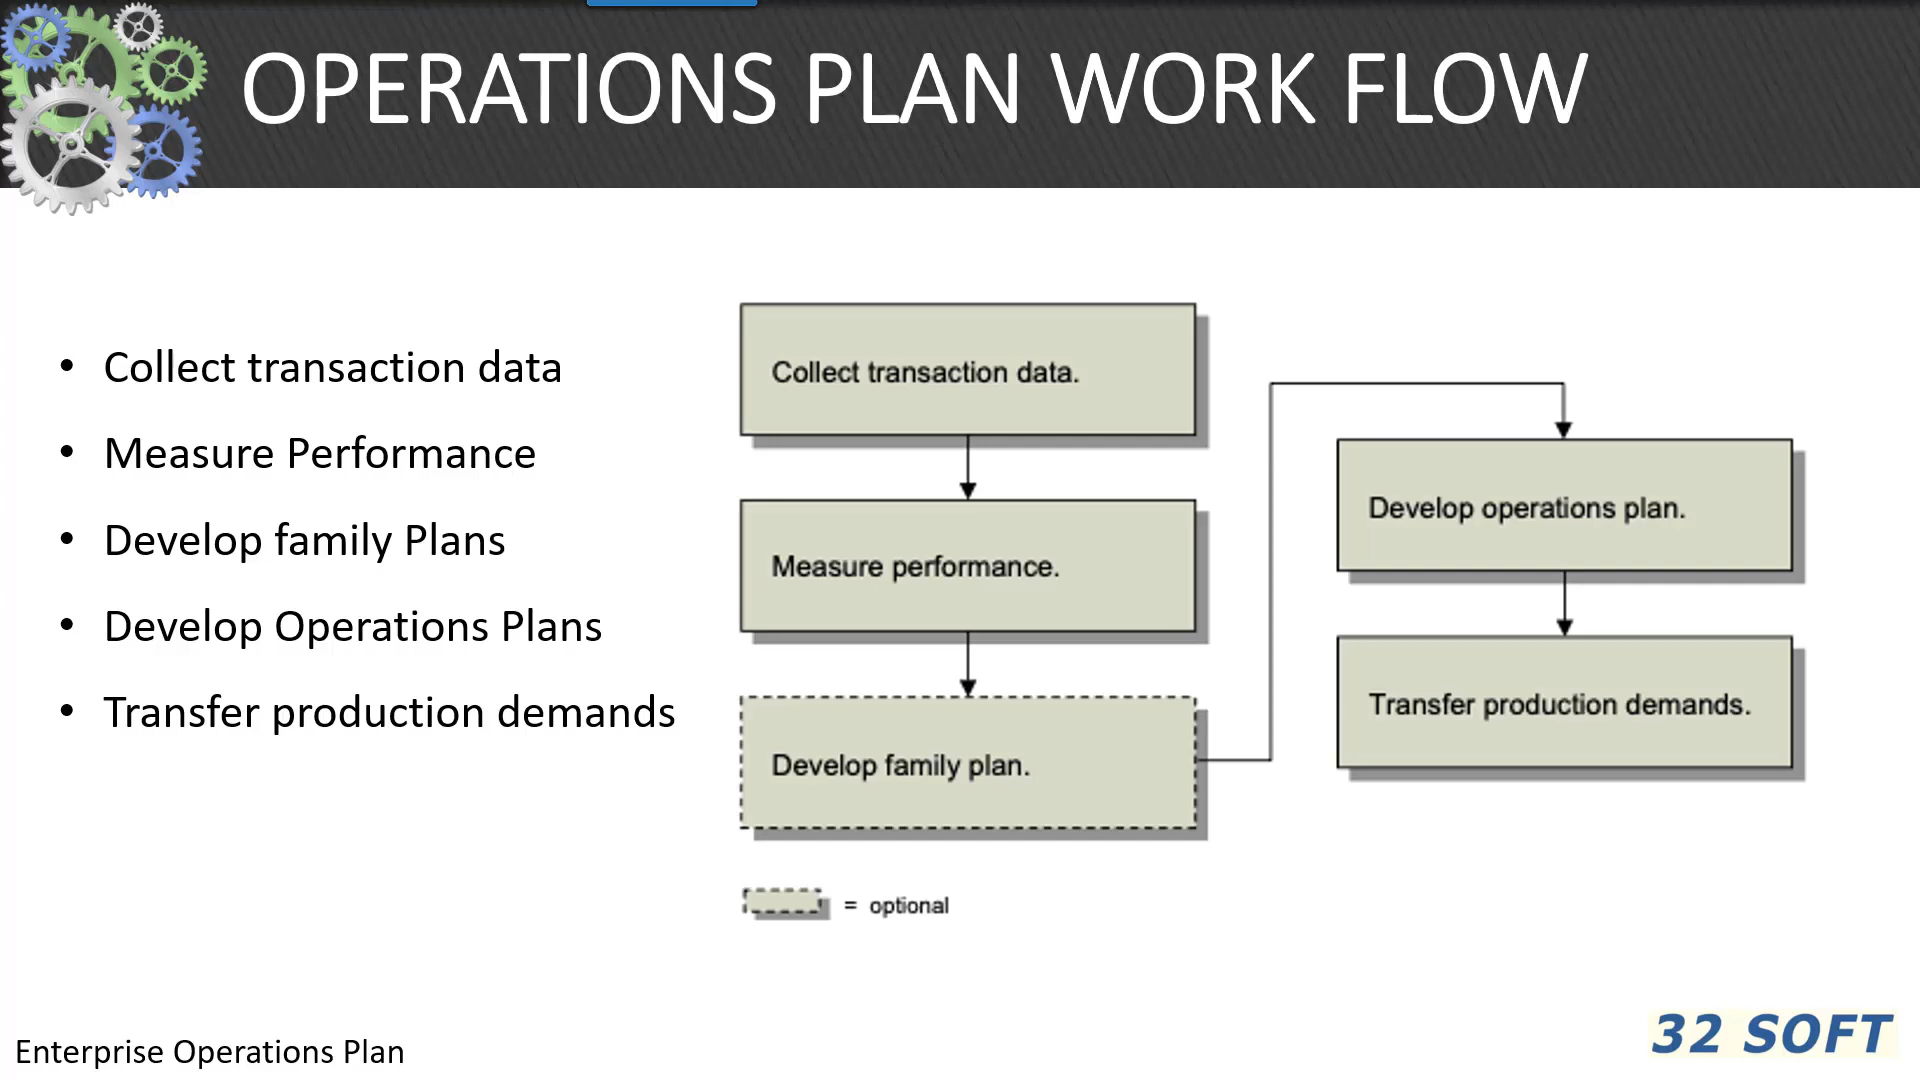 OPERATIONS PLAN WORK FLOW
• Collect transaction data
• Measure Performance
• Develop family Plans
• Develop Operations Plans
• Transfer production demands
Collect transaction data.
Measure performance.
Develop family plan.
= optional
Develop operations plan.
Transfer production demands.
Enterprise Operations Plan
32 SOFT